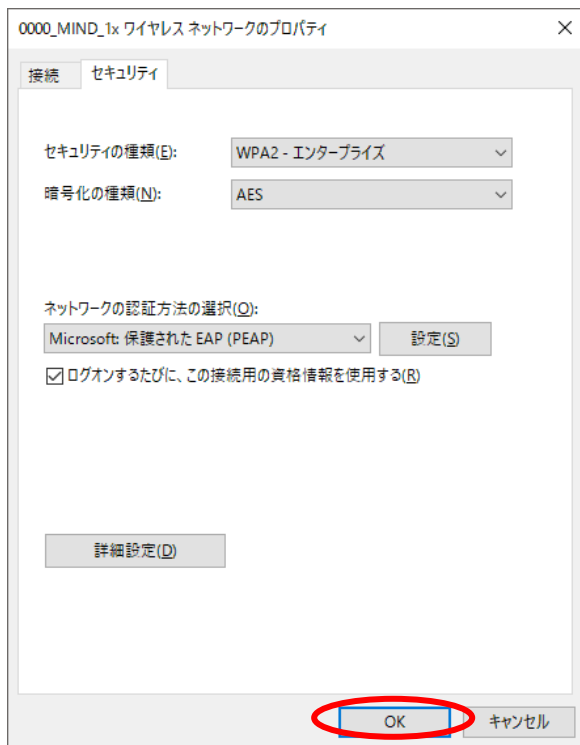 0000_MIND_1x ワイヤレス ネットワークのプロパティ
接続 セキュリティ
セキュリティの種類(E): WPA2 - エンタープライズ
暗号化の種類(N): AES
ネットワークの認証方法の選択(O):
Microsoft: 保護された EAP (PEAP) 設定(S)
ログオンするたびに、この接続用の資格情報を使用する(R)
詳細設定(D)
OK キャンセル